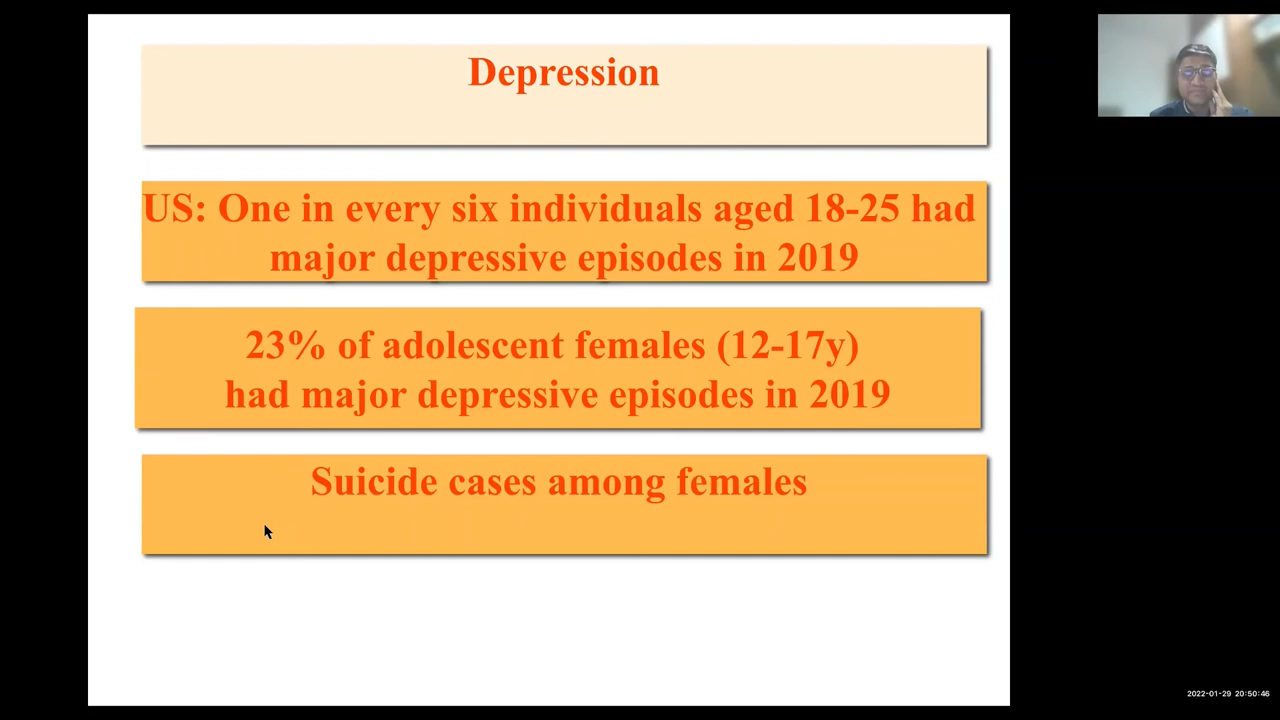 Depression
US: One in every six individuals aged 18-25 had
major depressive episodes in 2019
23% of adolescent females (12-17y)
had major depressive episodes in 2019
Suicide cases among females
2022-01-29 20:50:46